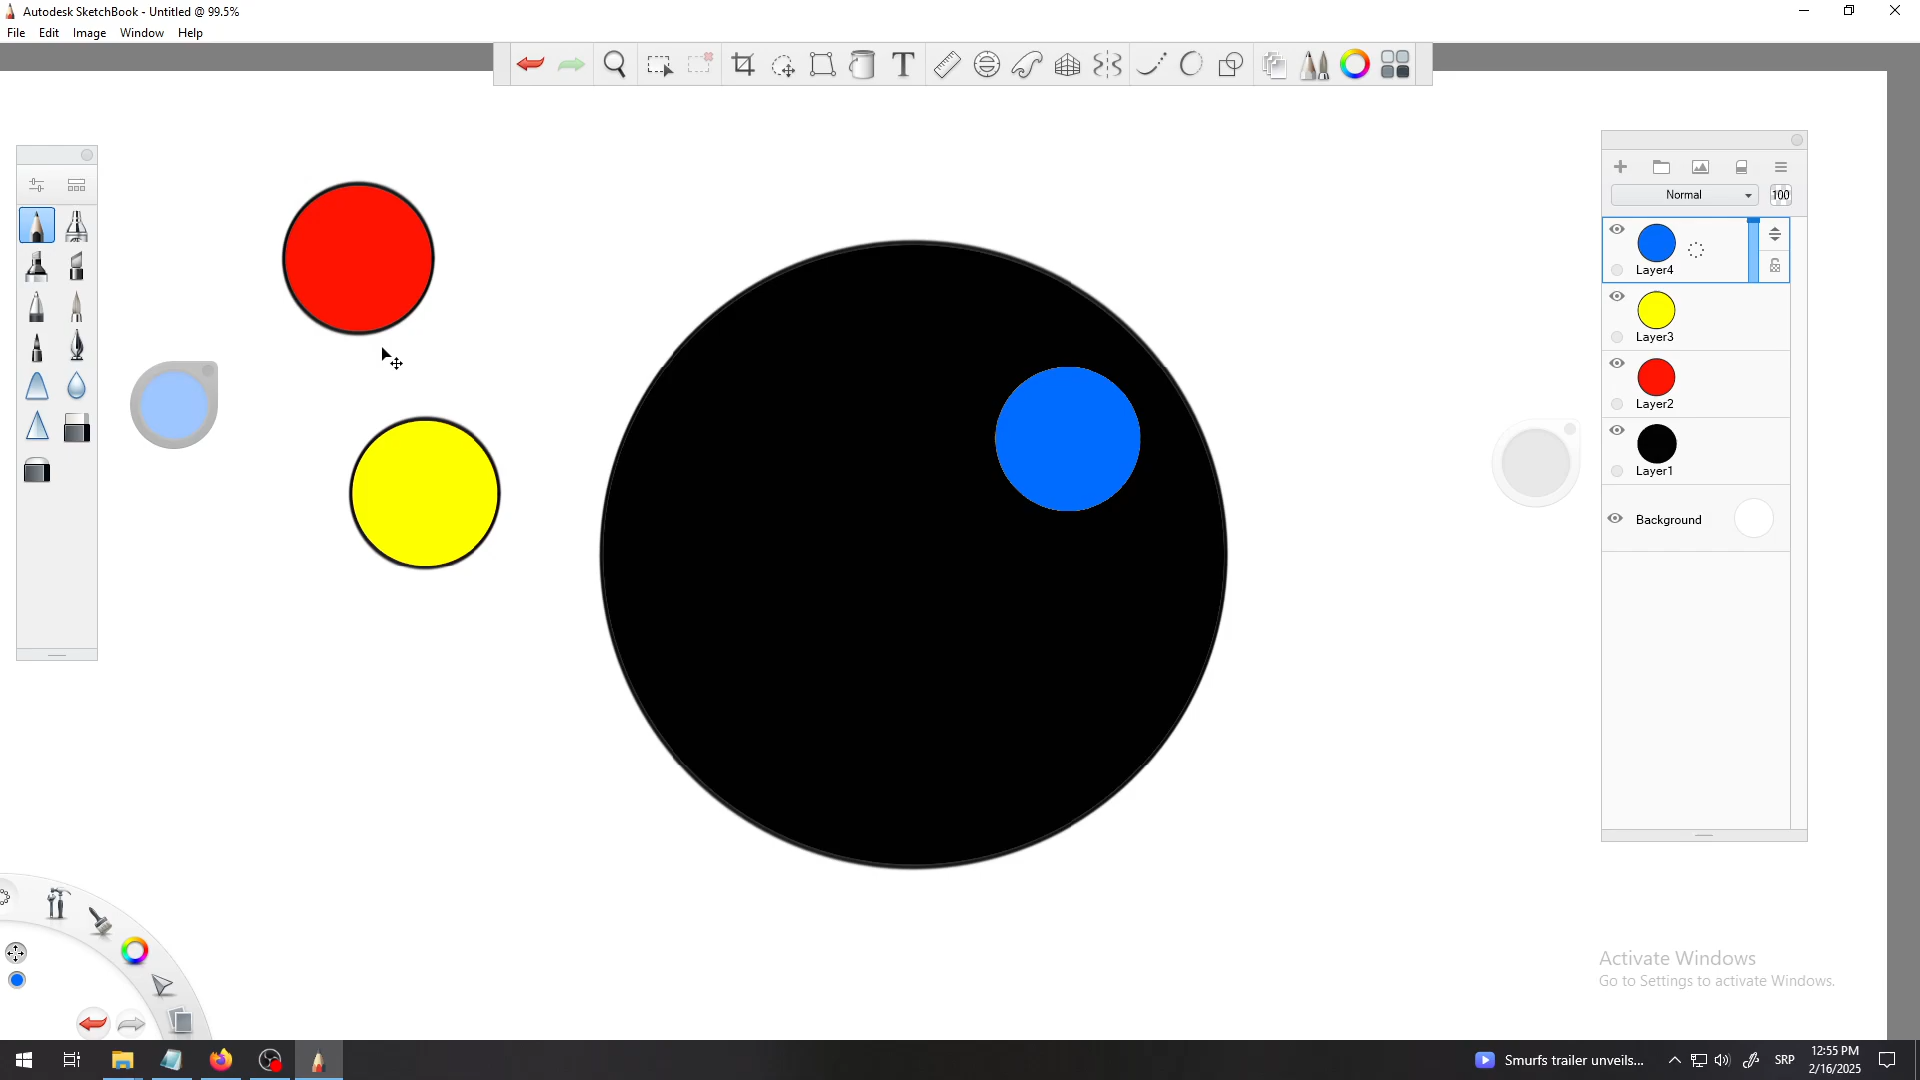 Autodesk SketchBook - Untitled @ 99.5%
File Edit Image Window Help
T
Normal 100
Layer4
Layer3
Layer2
Layer1
Background
Activate Windows
Go to Settings to activate Windows.
Smurfs trailer unveils... SRP 12:55 PM
2/16/2025